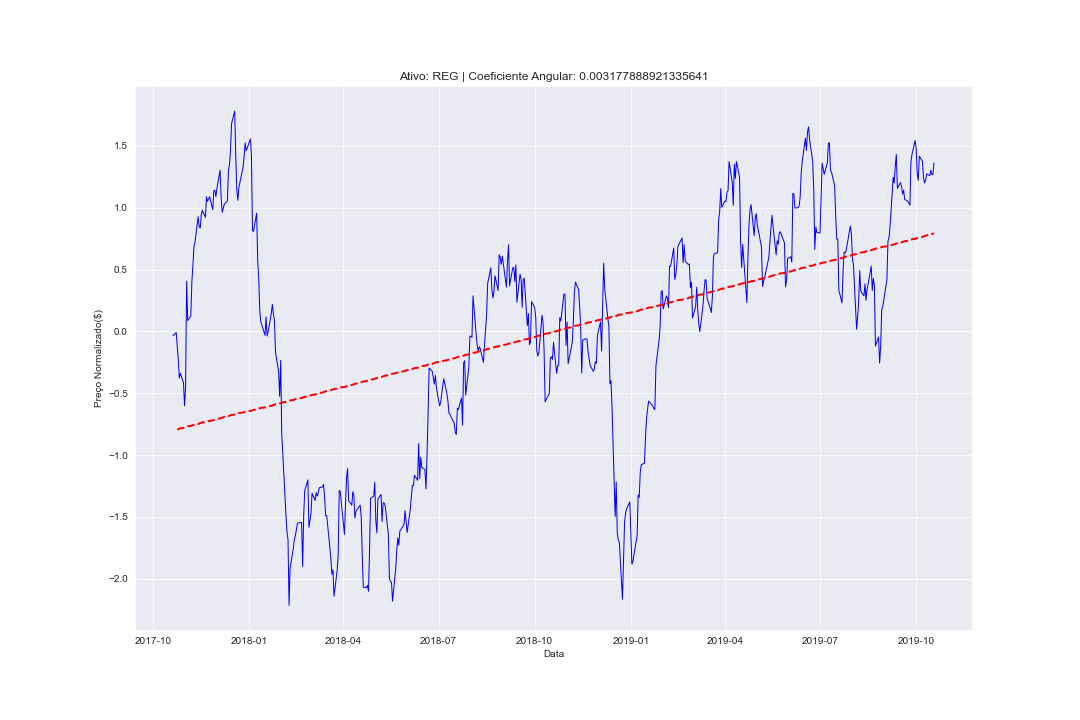 Ativo: REG | Coeficiente Angular: 0.003177888921335641
Preço Normalizado($)
1.5
1.0
0.5
0.0
−0.5
−1.0
−1.5
−2.0
2017-10 2018-01 2018-04 2018-07 2018-10 2019-01 2019-04 2019-07 2019-10
Data